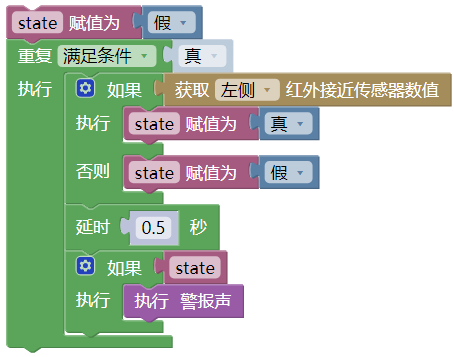 state 赋值为 假
重复 满足条件 真
执行 如果 获取 左侧 红外接近传感器数值
执行 state 赋值为 真
否则 state 赋值为 假
延时 0.5 秒
如果 state
执行 执行 警报声